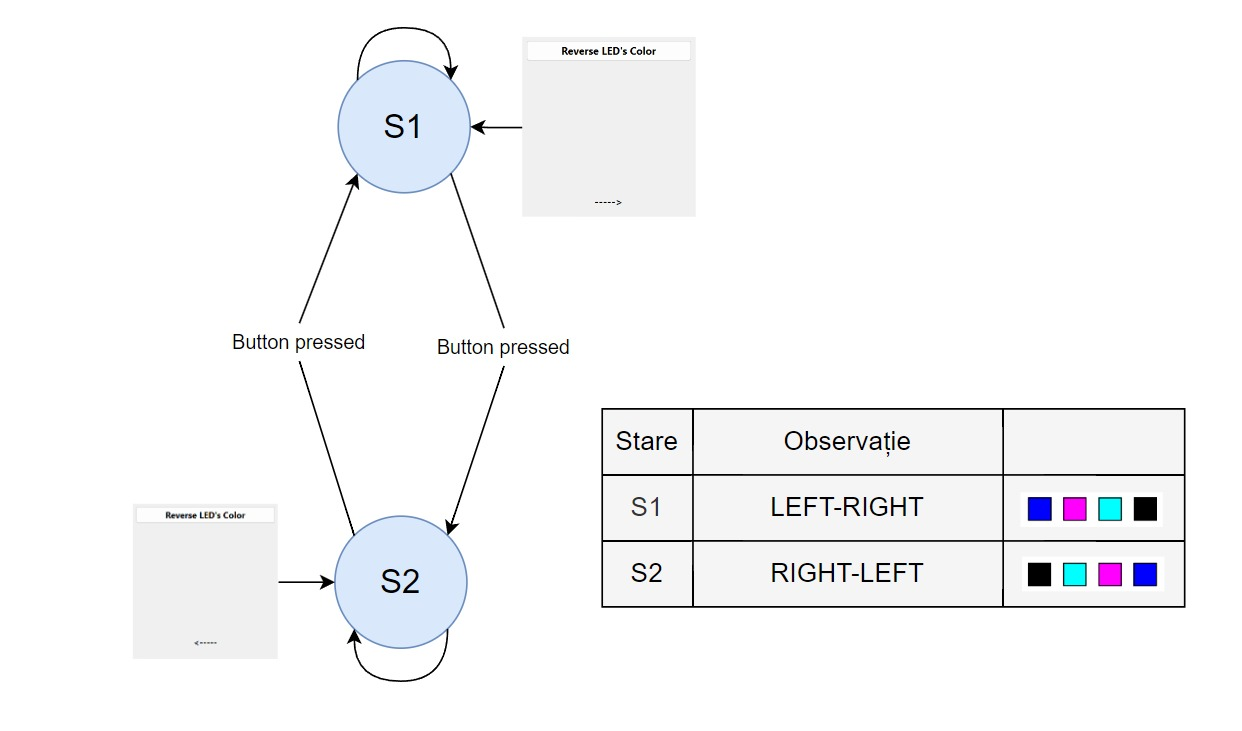 Reverse LED's Color
S1
----->
Button pressed
Button pressed
Stare Observație
S1 LEFT-RIGHT
S2 RIGHT-LEFT
Reverse LED's Color
S2
<-----